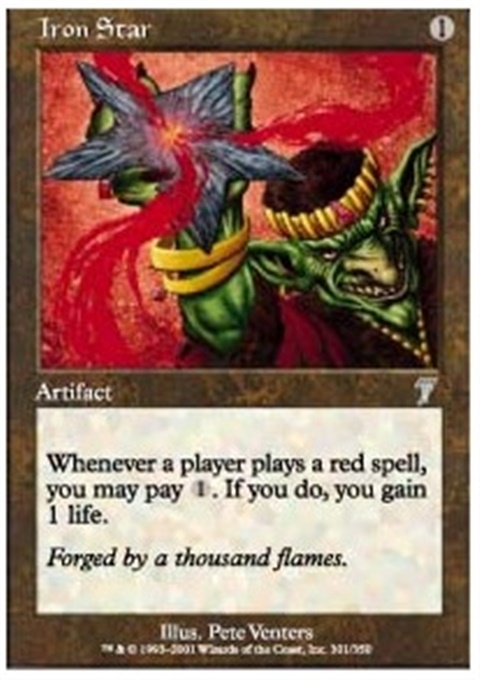 Iron Star 1
Artifact
Whenever a player plays a red spell,
you may pay 1. If you do, you gain
1 life.
Forged by a thousand flames.
Illus. Pete Venters
™ & © 1993–2001 Wizards of the Coast, Inc. 301/350